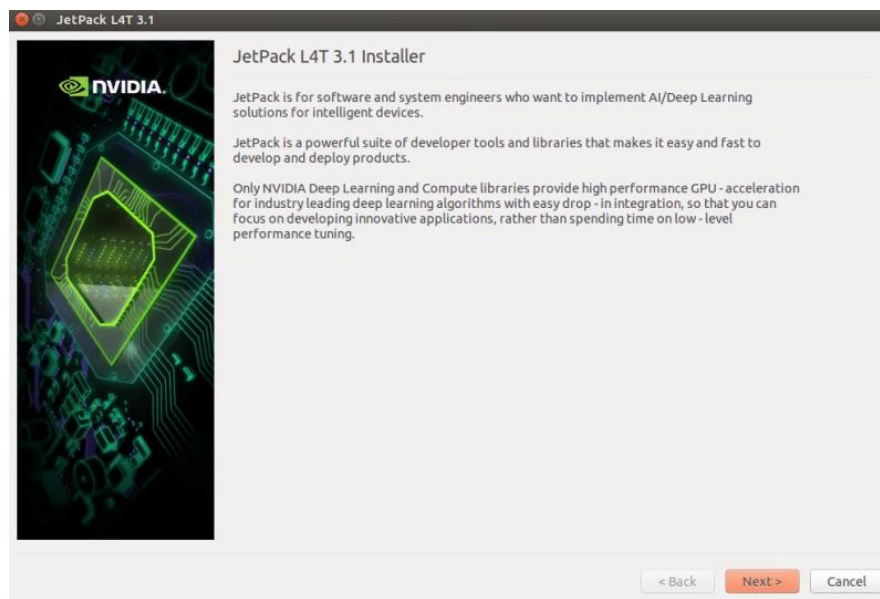 JetPack L4T 3.1
NVIDIA.
JetPack L4T 3.1 Installer
JetPack is for software and system engineers who want to implement AI/Deep Learning
solutions for intelligent devices.
JetPack is a powerful suite of developer tools and libraries that makes it easy and fast to
develop and deploy products.
Only NVIDIA Deep Learning and Compute libraries provide high performance GPU - acceleration
for industry leading deep learning algorithms with easy drop - in integration, so that you can
focus on developing innovative applications, rather than spending time on low - level
performance tuning.
< Back Next > Cancel